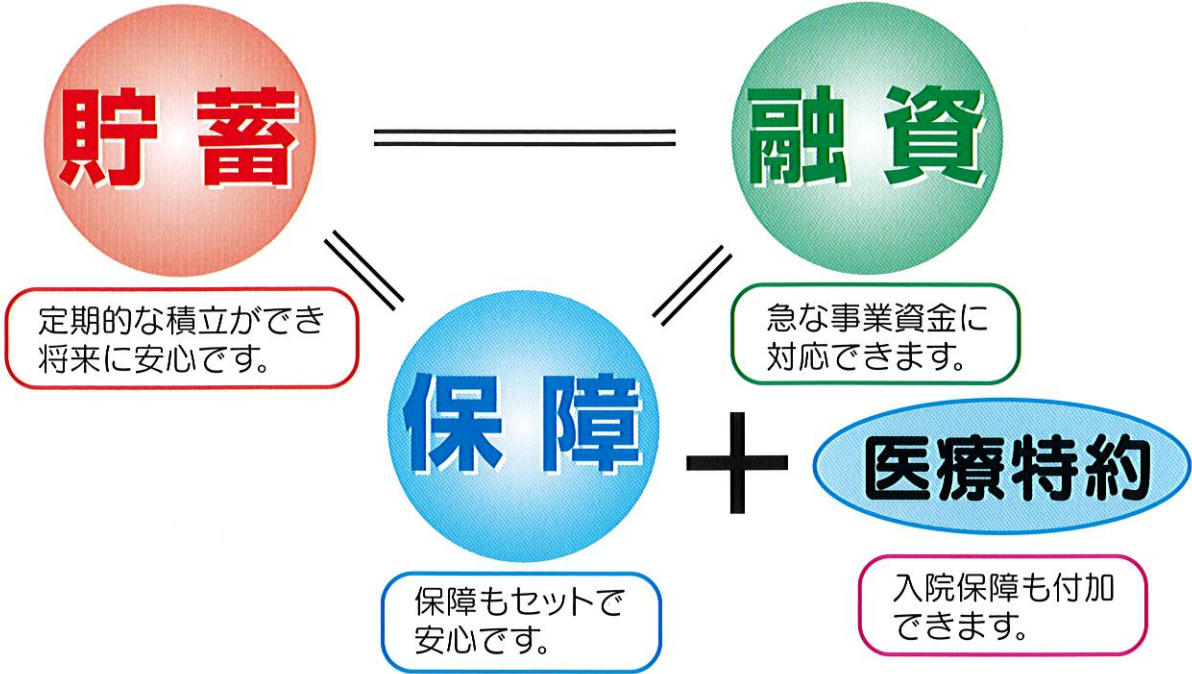 貯蓄
融資
定期的な積立ができ
将来に安心です。
急な事業資金に
対応できます。
保障
＋
医療特約
保障もセットで
安心です。
入院保障も付加
できます。